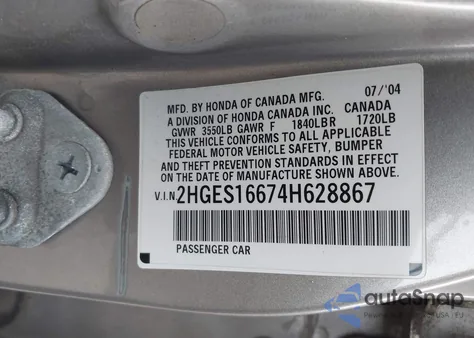 07/'04
MFD. BY HONDA OF CANADA MFG.
A DIVISION OF HONDA CANADA INC. CANADA
GVWR 3550LB GAWR F 1840LB R 1720LB
THIS VEHICLE CONFORMS TO ALL APPLICABLE
FEDERAL MOTOR VEHICLE SAFETY, BUMPER
AND THEFT PREVENTION STANDARDS IN EFFECT
ON THE DATE OF MANUFACTURE SHOWN ABOVE.
V.I.N. 2HGES16674H628867
PASSENGER CAR
autoSnap